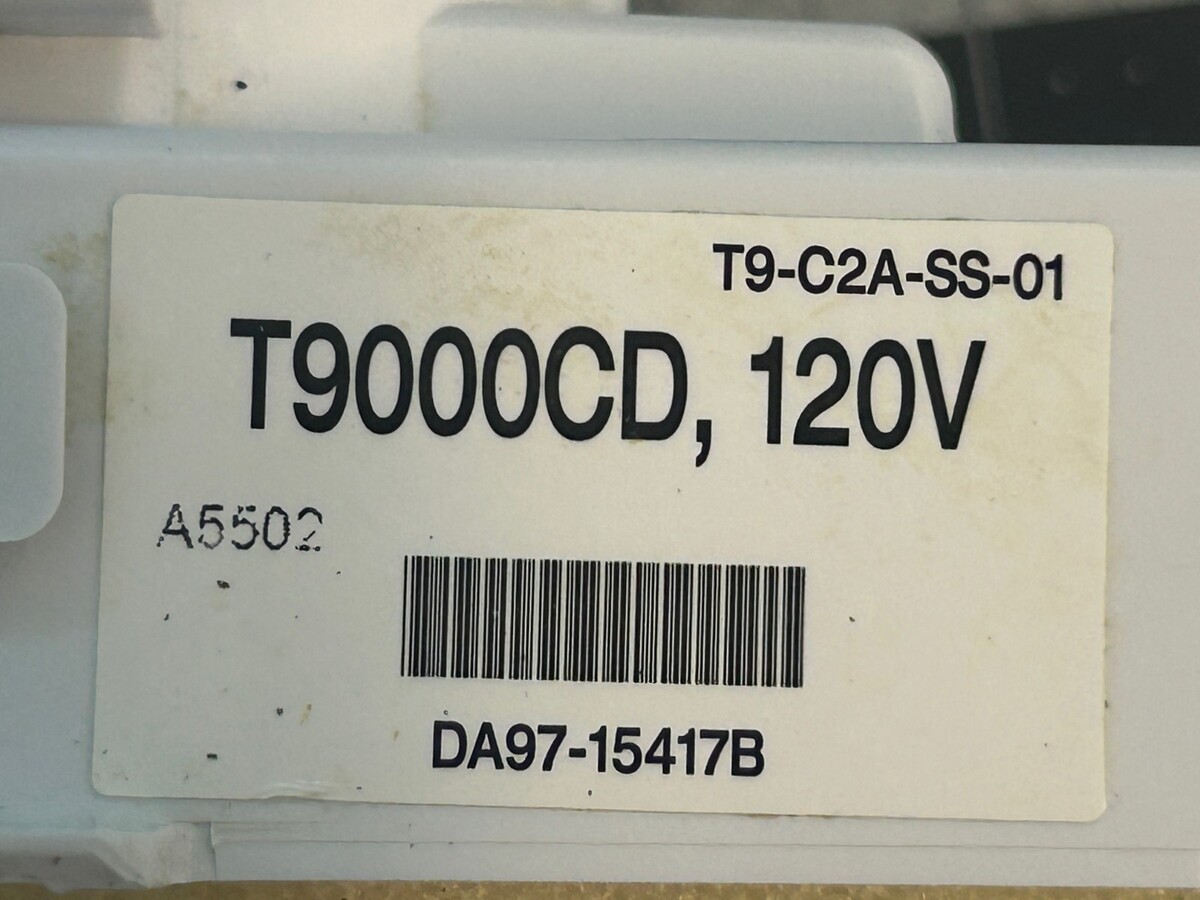 T9-C2A-SS-01
T9000CD, 120V
A5502
DA97-15417B